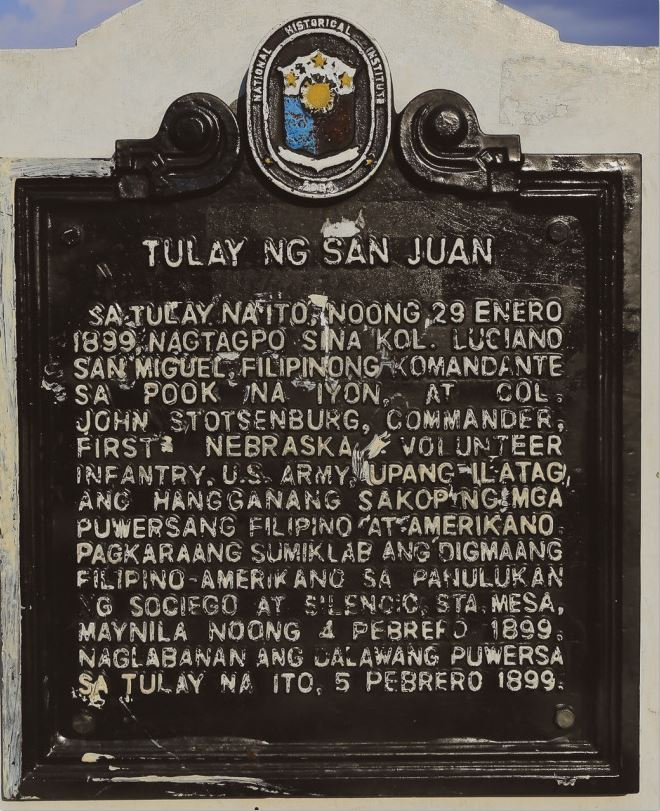 NATIONAL HISTORICAL INSTITUTE
TULAY NG SAN JUAN
SA TULAY NA ITO, NOONG 29 ENERO
1899, NAGTAGPO SINA KOL. LUCIANO
SAN MIGUEL, FILIPINONG KOMANDANTE
SA POOK NA IYON, AT COL.
JOHN STOTSENBURG, COMMANDER,
FIRST NEBRASKA VOLUNTEER
INFANTRY, U.S. ARMY, UPANG ILATAG
ANG HANGGANANG SAKOP NG MGA
PUWERSANG FILIPINO AT AMERIKANO.
PAGKARAANG SUMIKLAB ANG DIGMAANG
FILIPINO-AMERIKANO SA PANULUKAN
NG SOCIEGO AT SILENCIO, STA. MESA,
MAYNILA NOONG 4 PEBRERO 1899,
NAGLABANAN ANG DALAWANG PUWERSA
SA TULAY NA ITO, 5 PEBRERO 1899.